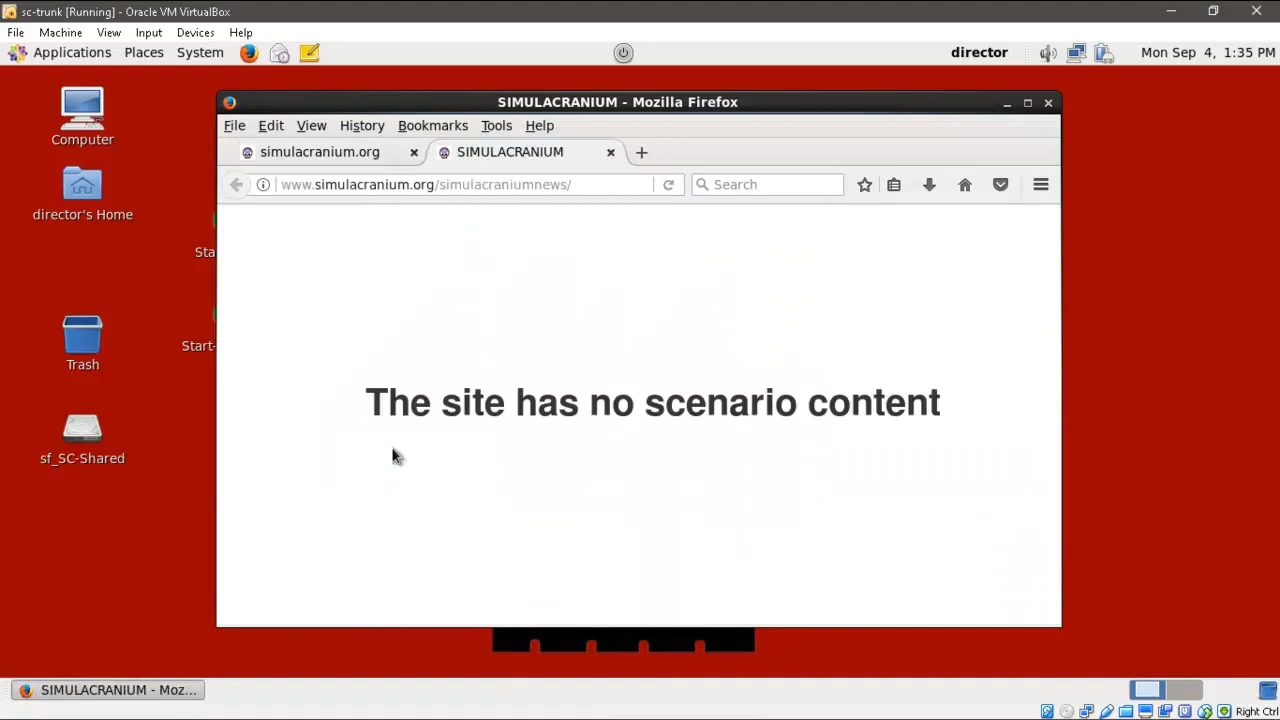 sc-trunk [Running] - Oracle VM VirtualBox
File Machine View Input Devices Help
Applications Places System director Mon Sep 4, 1:35 PM
SIMULACRANIUM - Mozilla Firefox
File Edit View History Bookmarks Tools Help
simulacranium.org SIMULACRANIUM
www.simulacranium.org/simulacraniumnews/ Search
Computer
director's Home
Sta
Start-
Trash
sf_SC-Shared
The site has no scenario content
SIMULACRANIUM - Moz...
Right Ctrl